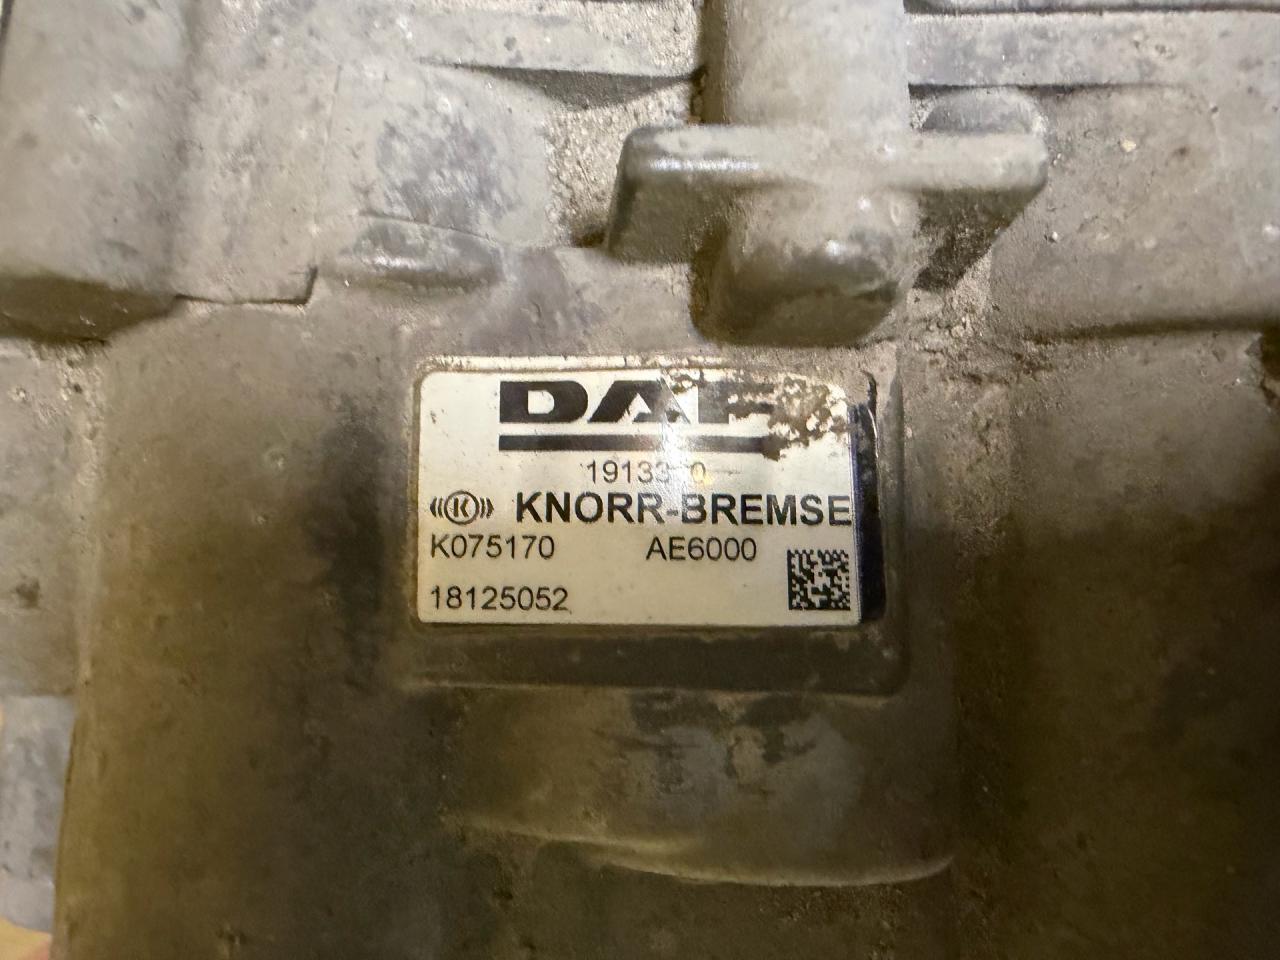 DAF
KNORR-BREMSE
K075170 AE6000
18125052